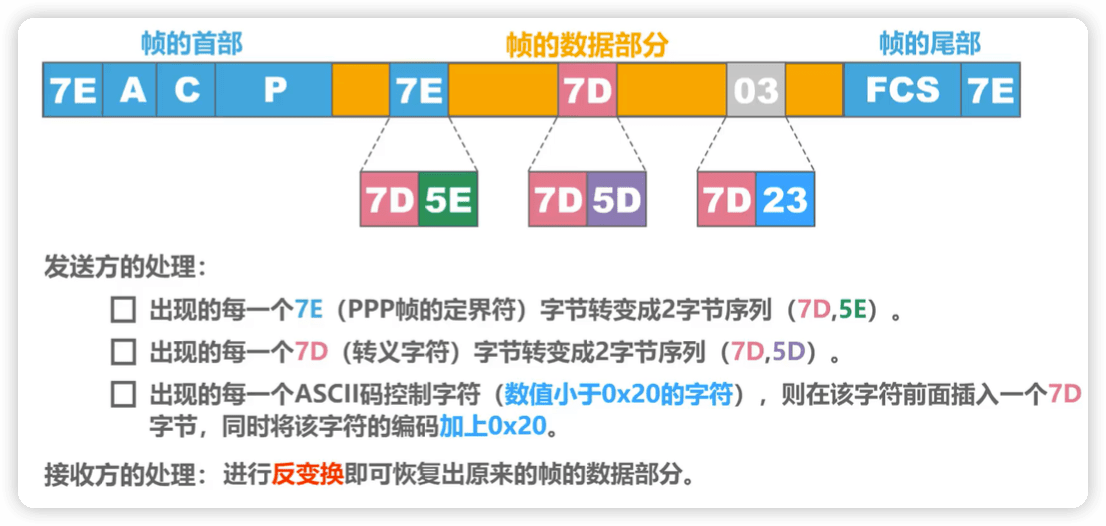 帧的首部 帧的数据部分 帧的尾部
7E A C P 7E 7D 03 FCS 7E
7D 5E 7D 5D 7D 23
发送方的处理：
出现的每一个7E（PPP帧的定界符）字节转变成2字节序列（7D,5E）。
出现的每一个7D（转义字符）字节转变成2字节序列（7D,5D）。
出现的每一个ASCII码控制字符（数值小于0x20的字符），则在该字符前面插入一个7D
字节，同时将该字符的编码加上0x20。
接收方的处理：进行反变换即可恢复出原来的帧的数据部分。